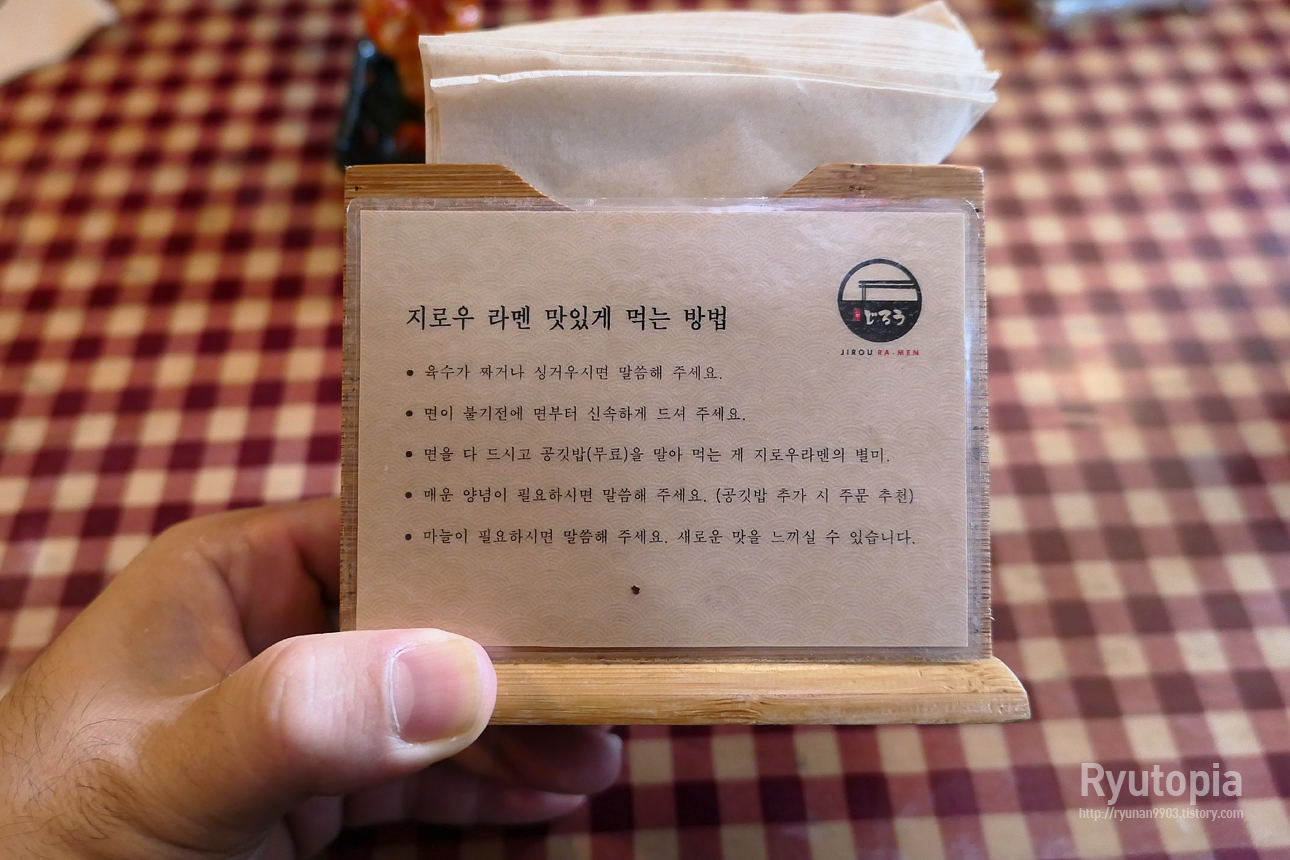 지로우 라멘 맛있게 먹는 방법
じろう
JIROU RA-MEN
• 육수가 짜거나 싱거우시면 말씀해 주세요.
• 면이 불기전에 면부터 신속하게 드셔 주세요.
• 면을 다 드시고 공깃밥(무료)을 말아 먹는 게 지로우라멘의 별미.
• 매운 양념이 필요하시면 말씀해 주세요. (공깃밥 추가 시 주문 추천)
• 마늘이 필요하시면 말씀해 주세요. 새로운 맛을 느끼실 수 있습니다.
Ryutopia
http://ryunan9903.tistory.com